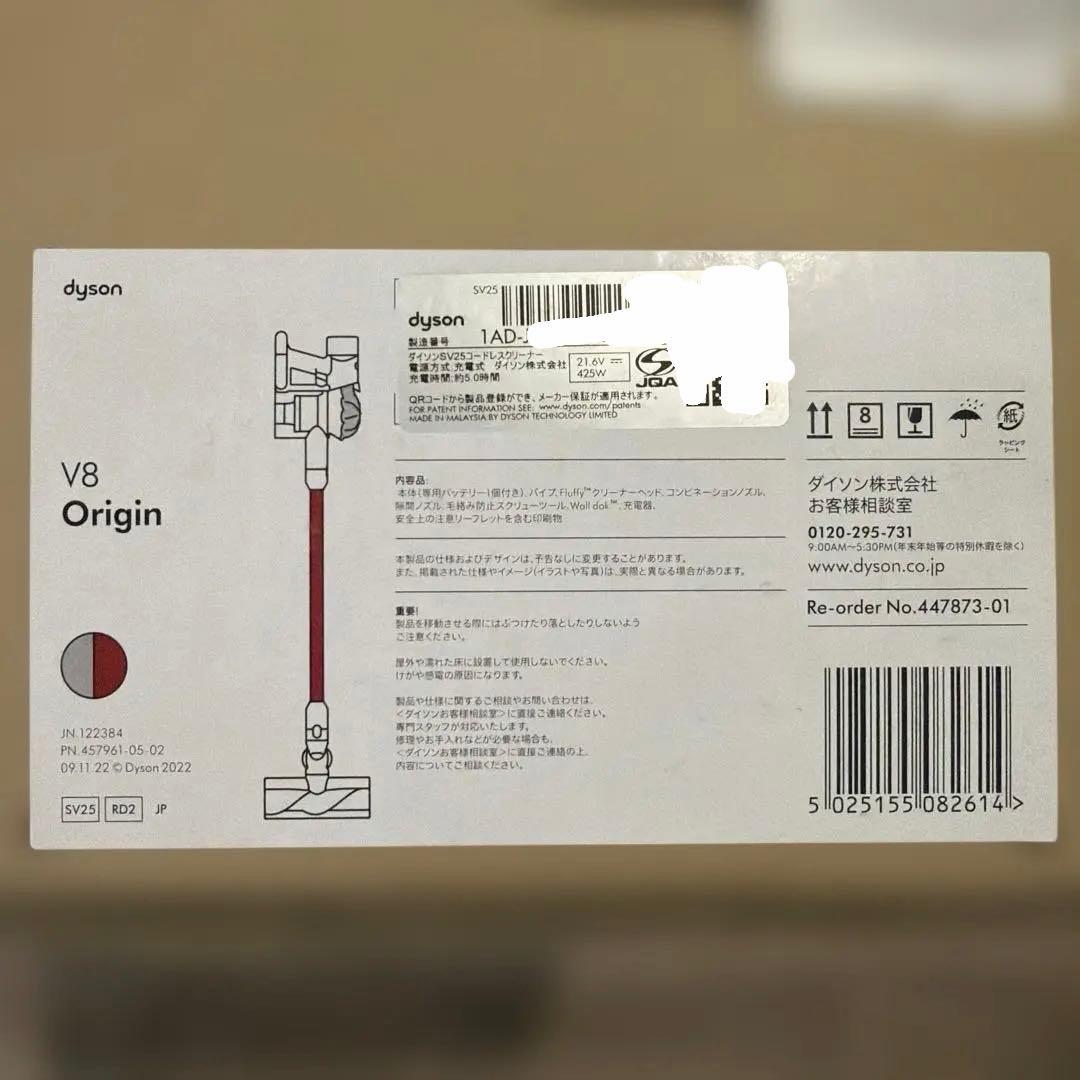 dyson
V8
Origin
JN.122384
PN.457961-05-02
09.11.22 © Dyson 2022
SV25 RD2 JP
SV25
dyson
製造番号 1AD-
ダイソンSV25コードレスクリーナー
電源方式:充電式 ダイソン株式会社
充電時間:約5.0時間
21.6V ⎓
425W
JQA
QRコードから製品登録ができ、メーカー保証が適用されます。
FOR PATENT INFORMATION SEE: www.dyson.com/patents
MADE IN MALAYSIA BY DYSON TECHNOLOGY LIMITED
内容品:
本体(専用バッテリー1個付き)、パイプ、Fluffy™クリーナーヘッド、コンビネーションノズル、
隙間ノズル、毛絡み防止スクリューツール、Wall dok™、充電器、
安全上の注意リーフレットを含む印刷物
本製品の仕様およびデザインは、予告なしに変更することがあります。
また、掲載された仕様やイメージ(イラストや写真)は、実際と異なる場合があります。
重要!
製品を移動させる際にはぶつけたり落としたりしないよう
ご注意ください。
屋外や濡れた床に設置して使用しないでください。
けがや感電の原因になります。
製品や仕様に関するご相談やお問い合わせは、
<ダイソンお客様相談室>に直接ご連絡ください。
専門スタッフが対応いたします。
修理やお手入れなどが必要な場合も、
<ダイソンお客様相談室>に直接ご連絡の上、
内容についてご相談ください。
8
紙
ラッピング
シート
ダイソン株式会社
お客様相談室
0120-295-731
9:00AM〜5:30PM(年末年始等の特別休暇を除く)
www.dyson.co.jp
Re-order No.447873-01
5 025155 082614 >